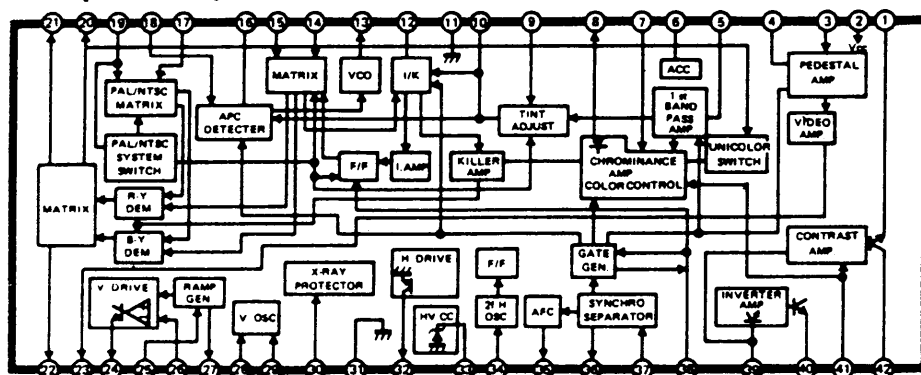 21 20 19 18 17 16 15 14 13 12 11 10 9 8 7 6 5 4 3 2 1
Vcc
MATRIX
VCO
I/K
ACC
PEDESTAL
AMP
PAL/NTSC
MATRIX
APC
DETECTER
TINT
ADJUST
1 st
BAND
PASS
AMP
VIDEO
AMP
PAL/NTSC
SYSTEM
SWITCH
F/F
I. AMP
KILLER
AMP
CHROMINANCE
AMP
COLOR CONTROL
UNICOLOR
SWITCH
MATRIX
R-Y
DEM
B-Y
DEM
CONTRAST
AMP
V DRIVE
RAMP
GEN
X-RAY
PROTECTOR
H DRIVE
F/F
GATE
GEN.
V OSC
HV CC
2f H
OSC
AFC
SYNCHRO
SEPARATOR
INVERTER
AMP
22 23 24 25 26 27 28 29 30 31 32 33 34 35 36 37 38 39 40 41 42